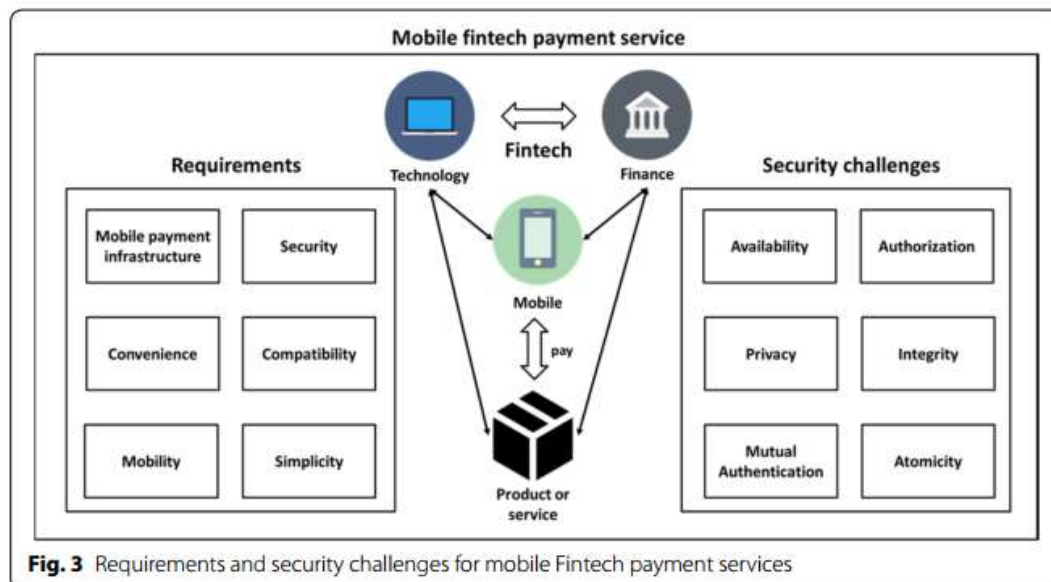 Mobile fintech payment service
Technology
Fintech
Finance
Requirements
Mobile payment
infrastructure
Security
Convenience
Compatibility
Mobility
Simplicity
Mobile
pay
Product or
service
Security challenges
Availability
Authorization
Privacy
Integrity
Mutual
Authentication
Atomicity
Fig. 3 Requirements and security challenges for mobile Fintech payment services